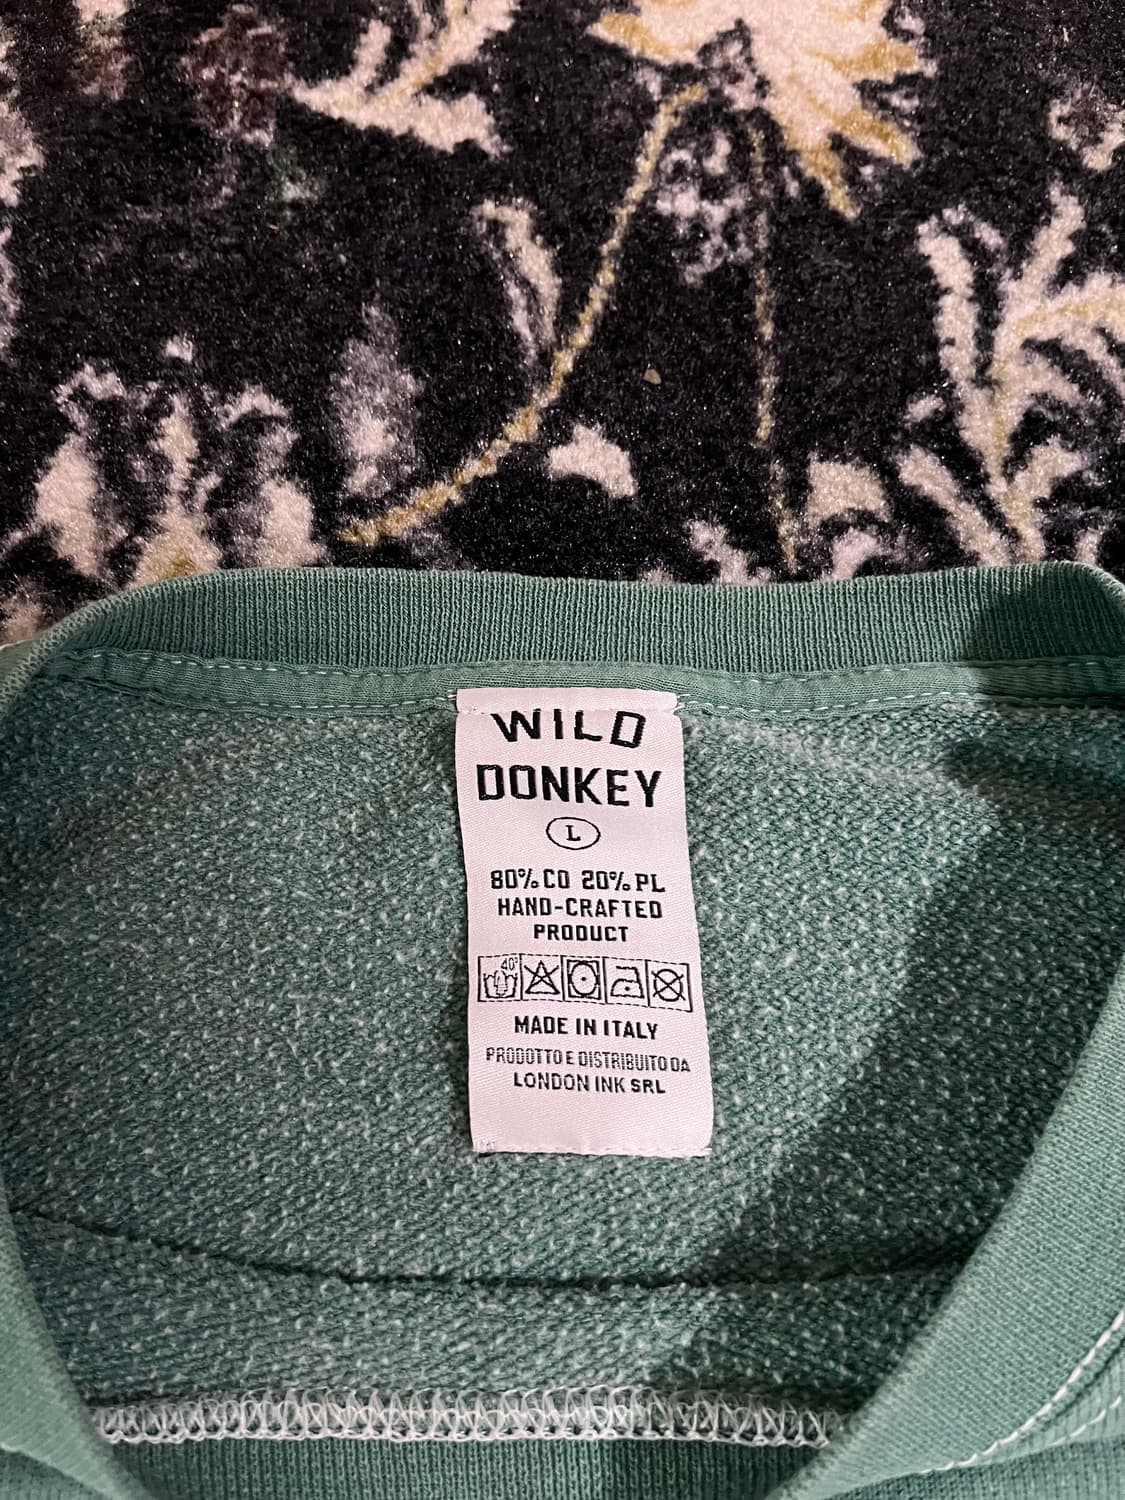 WILD
DONKEY
L
80% CO 20% PL
HAND-CRAFTED
PRODUCT
40°
MADE IN ITALY
PRODOTTO E DISTRIBUITO DA
LONDON INK SRL